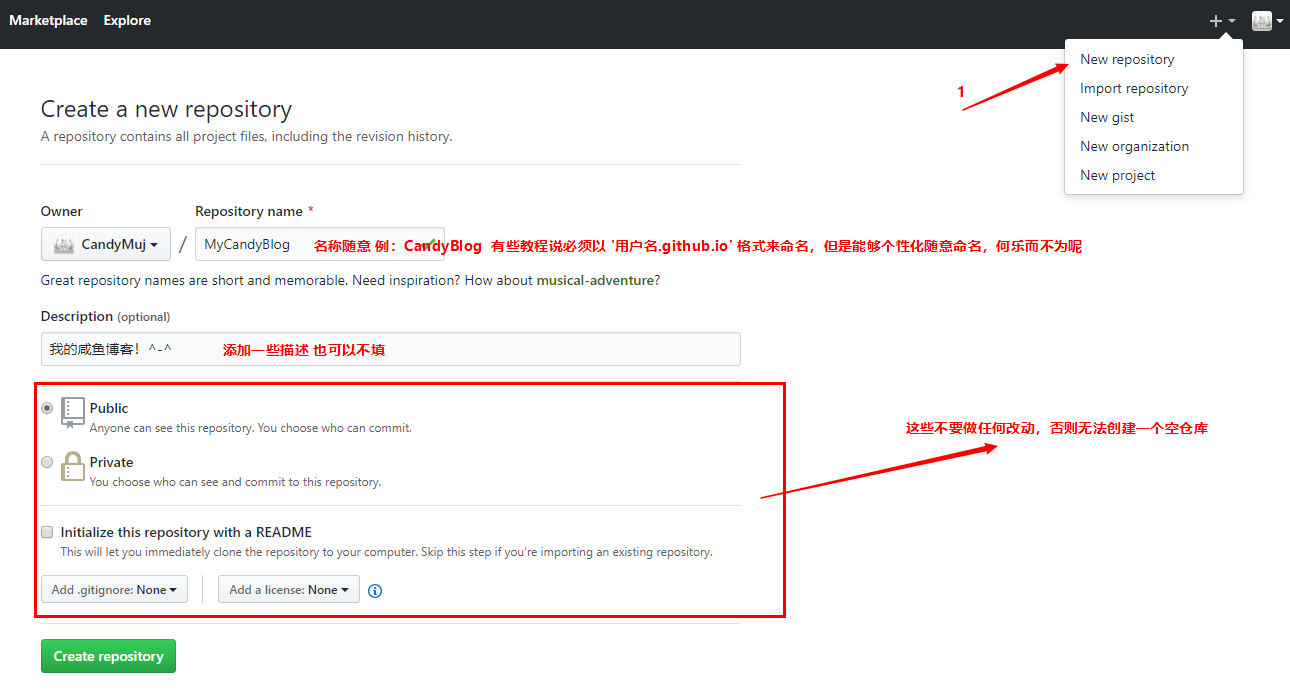 Marketplace Explore
New repository
Import repository
New gist
New organization
New project
1
Create a new repository
A repository contains all project files, including the revision history.
Owner
Repository name *
CandyMuj / MyCandyBlog
名称随意 例：CandyBlog 有些教程说必须以 '用户名.github.io' 格式来命名，但是能够个性化随意命名，何乐而不为呢
Great repository names are short and memorable. Need inspiration? How about musical-adventure?
Description (optional)
我的咸鱼博客！^-^
添加一些描述 也可以不填
Public
Anyone can see this repository. You choose who can commit.
这些不要做任何改动，否则无法创建一个空仓库
Private
You choose who can see and commit to this repository.
Initialize this repository with a README
This will let you immediately clone the repository to your computer. Skip this step if you're importing an existing repository.
Add .gitignore: None
Add a license: None
Create repository